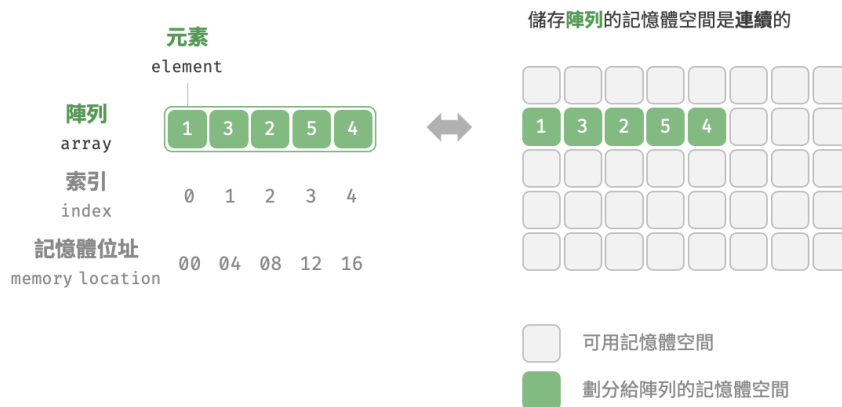 元素
element
陣列
array
1 3 2 5 4
索引
index
0 1 2 3 4
記憶體位址
memory location
00 04 08 12 16
儲存陣列的記憶體空間是連續的
1 3 2 5 4
可用記憶體空間
劃分給陣列的記憶體空間